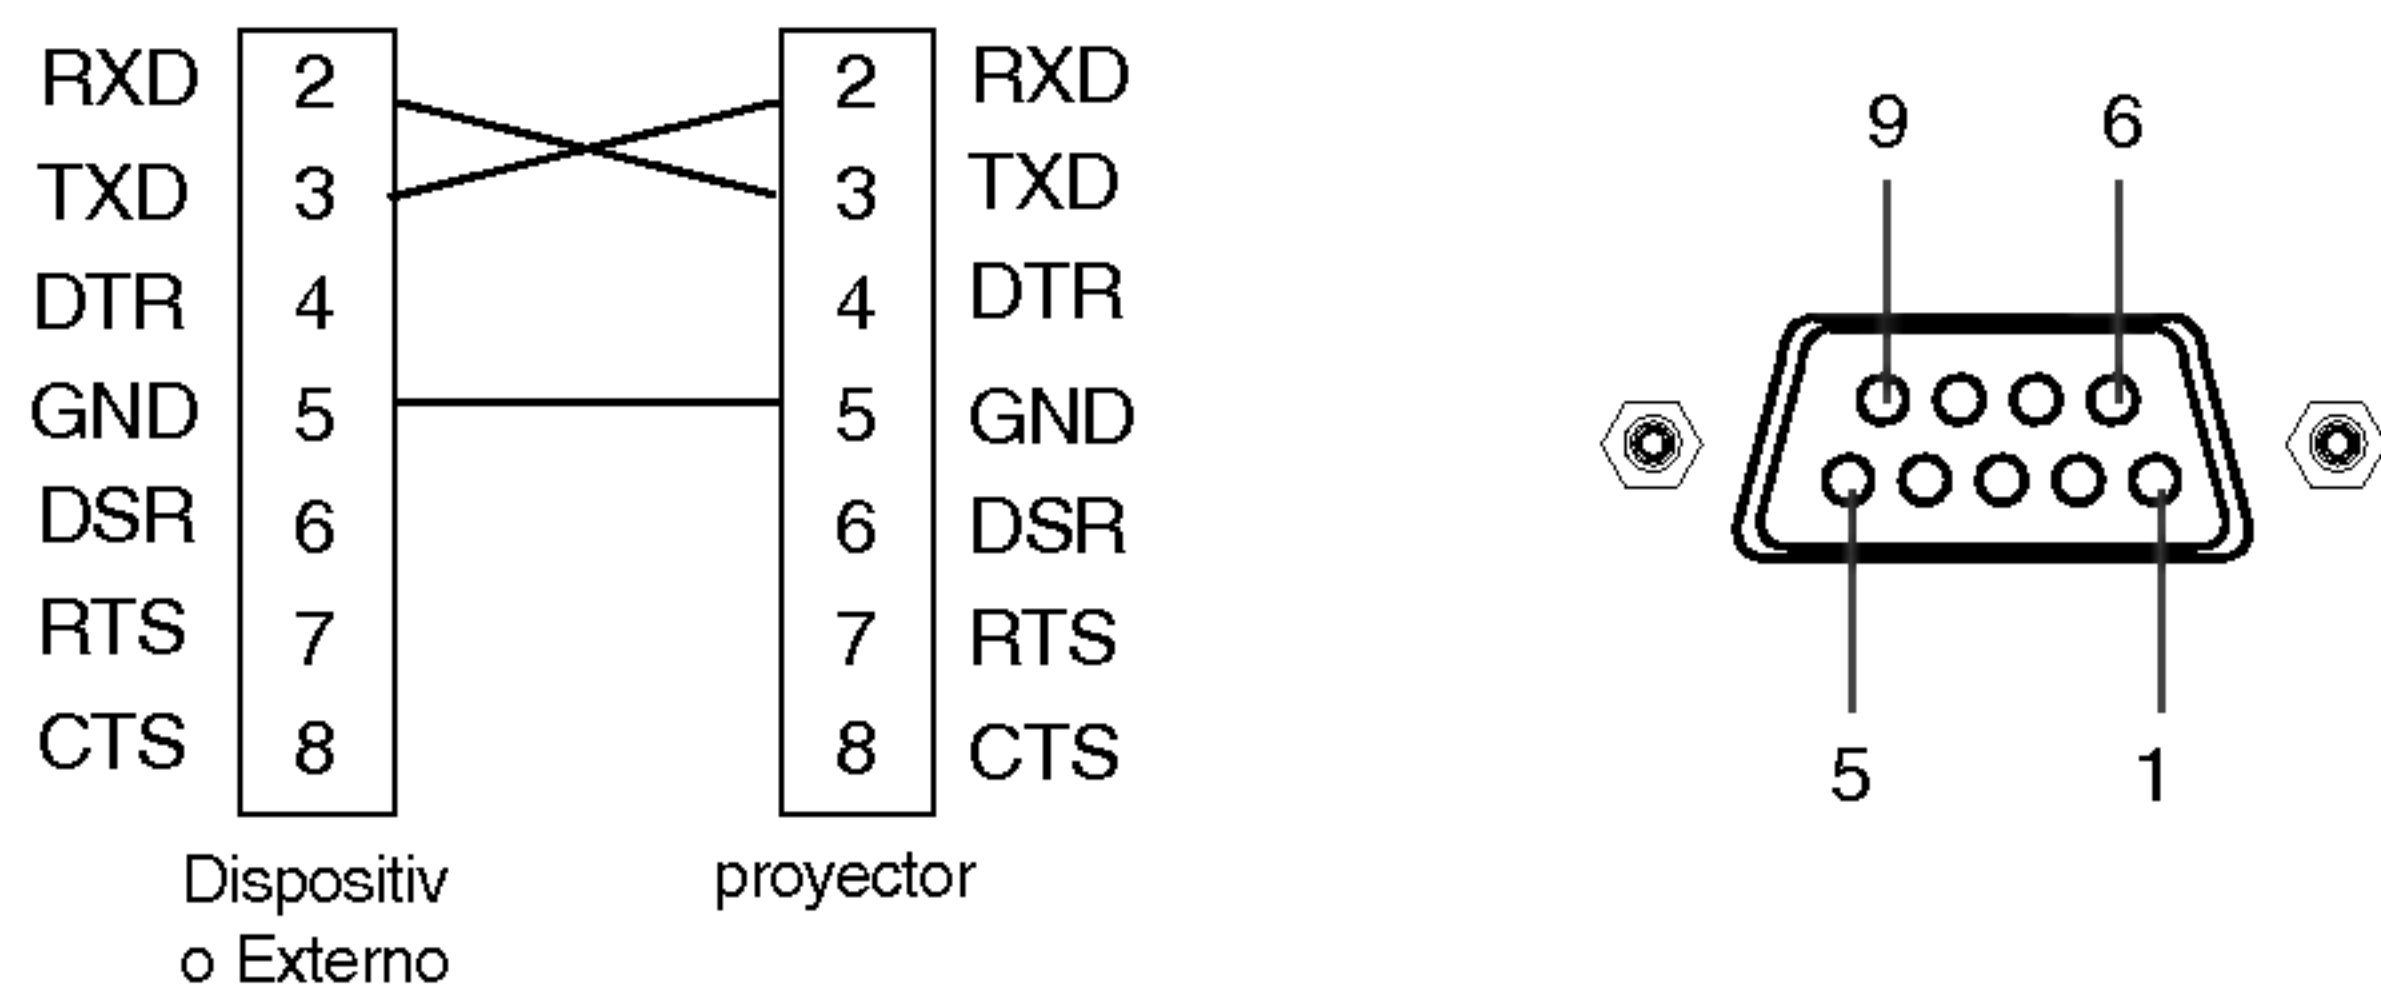 RXD 2 2 RXD
TXD 3 3 TXD
DTR 4 4 DTR
GND 5 5 GND
DSR 6 6 DSR
RTS 7 7 RTS
CTS 8 8 CTS
Dispositiv
o Externo
proyector
9 6
5 1